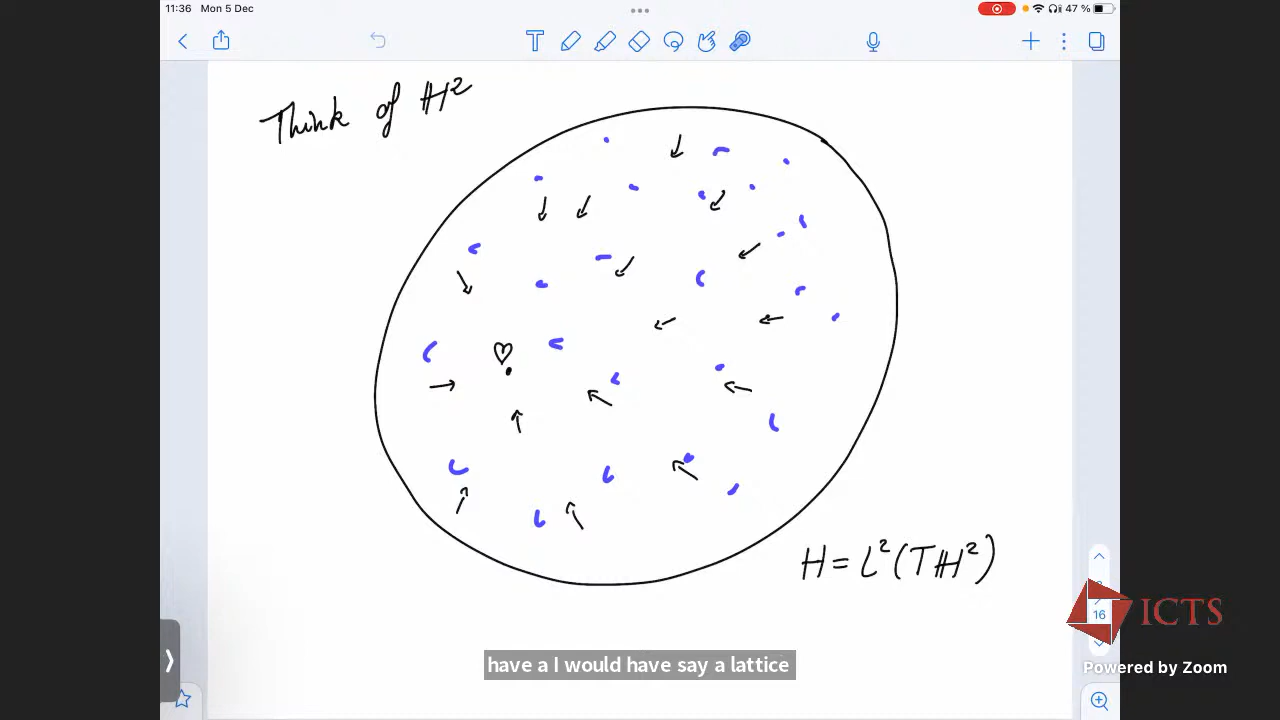 11:36 Mon 5 Dec
47 %
Think of ℍ²
H = L²(Tℍ²)
16
ICTS
Powered by Zoom
have a I would have say a lattice